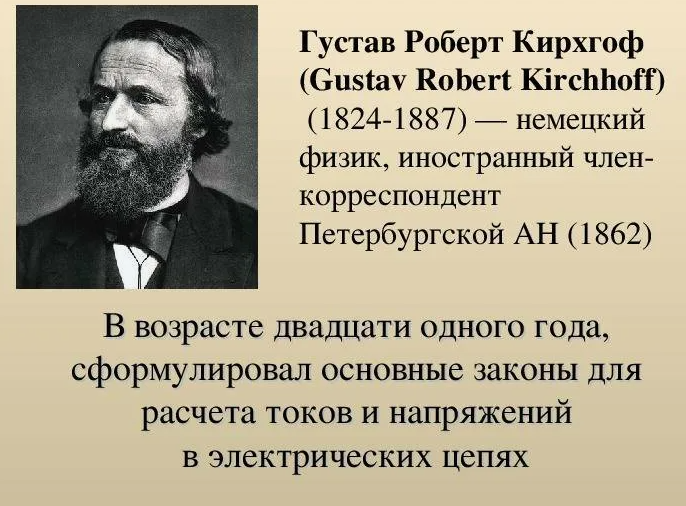 Густав Роберт Кирхгоф
(Gustav Robert Kirchhoff)
(1824-1887) — немецкий
физик, иностранный член-
корреспондент
Петербургской АН (1862)
В возрасте двадцати одного года,
сформулировал основные законы для
расчета токов и напряжений
в электрических цепях